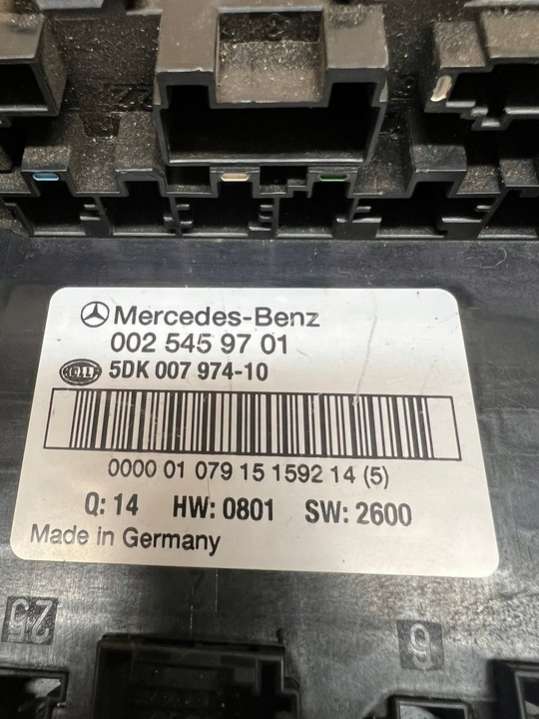 Mercedes-Benz
002 545 97 01
HELLA 5DK 007 974-10
0000 01 079 15 1592 14 (5)
Q: 14 HW: 0801 SW: 2600
Made in Germany
25
6